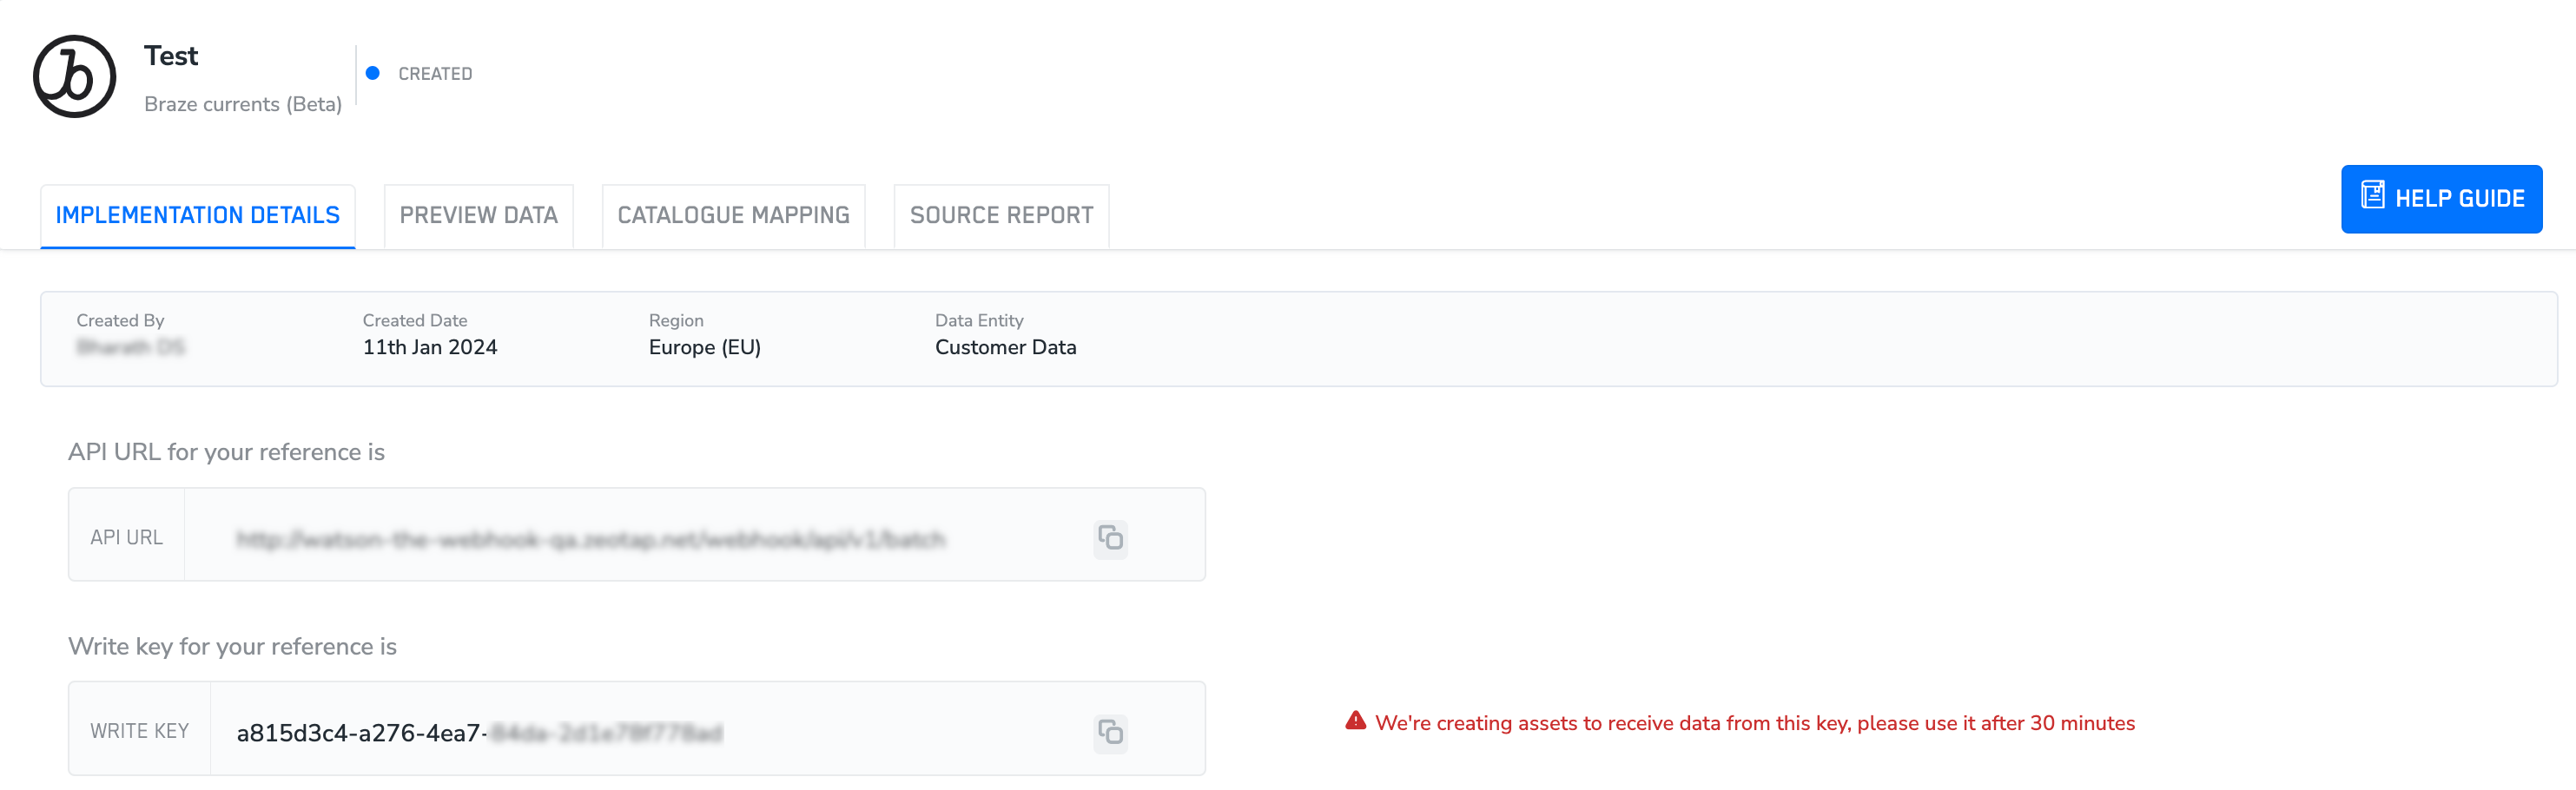 Test
CREATED
Braze currents (Beta)
IMPLEMENTATION DETAILS PREVIEW DATA CATALOGUE MAPPING SOURCE REPORT HELP GUIDE
Created By Created Date Region Data Entity
11th Jan 2024 Europe (EU) Customer Data
API URL for your reference is
API URL
Write key for your reference is
WRITE KEY a815d3c4-a276-4ea7-
We're creating assets to receive data from this key, please use it after 30 minutes